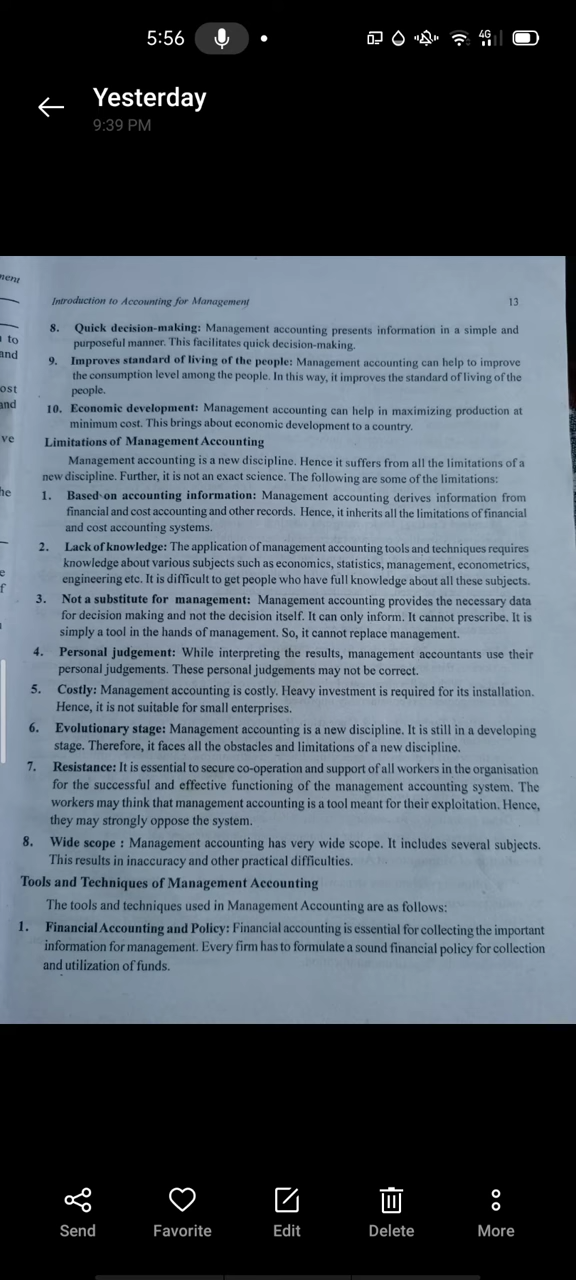 5:56
4G
Yesterday
9:39 PM
ment
Introduction to Accounting for Management 13
to
and
ost
and
ve
he
e
f
8. Quick decision-making: Management accounting presents information in a simple and
purposeful manner. This facilitates quick decision-making.
9. Improves standard of living of the people: Management accounting can help to improve
the consumption level among the people. In this way, it improves the standard of living of the
people.
10. Economic development: Management accounting can help in maximizing production at
minimum cost. This brings about economic development to a country.
Limitations of Management Accounting
Management accounting is a new discipline. Hence it suffers from all the limitations of a
new discipline. Further, it is not an exact science. The following are some of the limitations:
1. Based on accounting information: Management accounting derives information from
financial and cost accounting and other records. Hence, it inherits all the limitations of financial
and cost accounting systems.
2. Lack of knowledge: The application of management accounting tools and techniques requires
knowledge about various subjects such as economics, statistics, management, econometrics,
engineering etc. It is difficult to get people who have full knowledge about all these subjects.
3. Not a substitute for management: Management accounting provides the necessary data
for decision making and not the decision itself. It can only inform. It cannot prescribe. It is
simply a tool in the hands of management. So, it cannot replace management.
4. Personal judgement: While interpreting the results, management accountants use their
personal judgements. These personal judgements may not be correct.
5. Costly: Management accounting is costly. Heavy investment is required for its installation.
Hence, it is not suitable for small enterprises.
6. Evolutionary stage: Management accounting is a new discipline. It is still in a developing
stage. Therefore, it faces all the obstacles and limitations of a new discipline.
7. Resistance: It is essential to secure co-operation and support of all workers in the organisation
for the successful and effective functioning of the management accounting system. The
workers may think that management accounting is a tool meant for their exploitation. Hence,
they may strongly oppose the system.
8. Wide scope : Management accounting has very wide scope. It includes several subjects.
This results in inaccuracy and other practical difficulties.
Tools and Techniques of Management Accounting
The tools and techniques used in Management Accounting are as follows:
1. Financial Accounting and Policy: Financial accounting is essential for collecting the important
information for management. Every firm has to formulate a sound financial policy for collection
and utilization of funds.
Send Favorite Edit Delete More